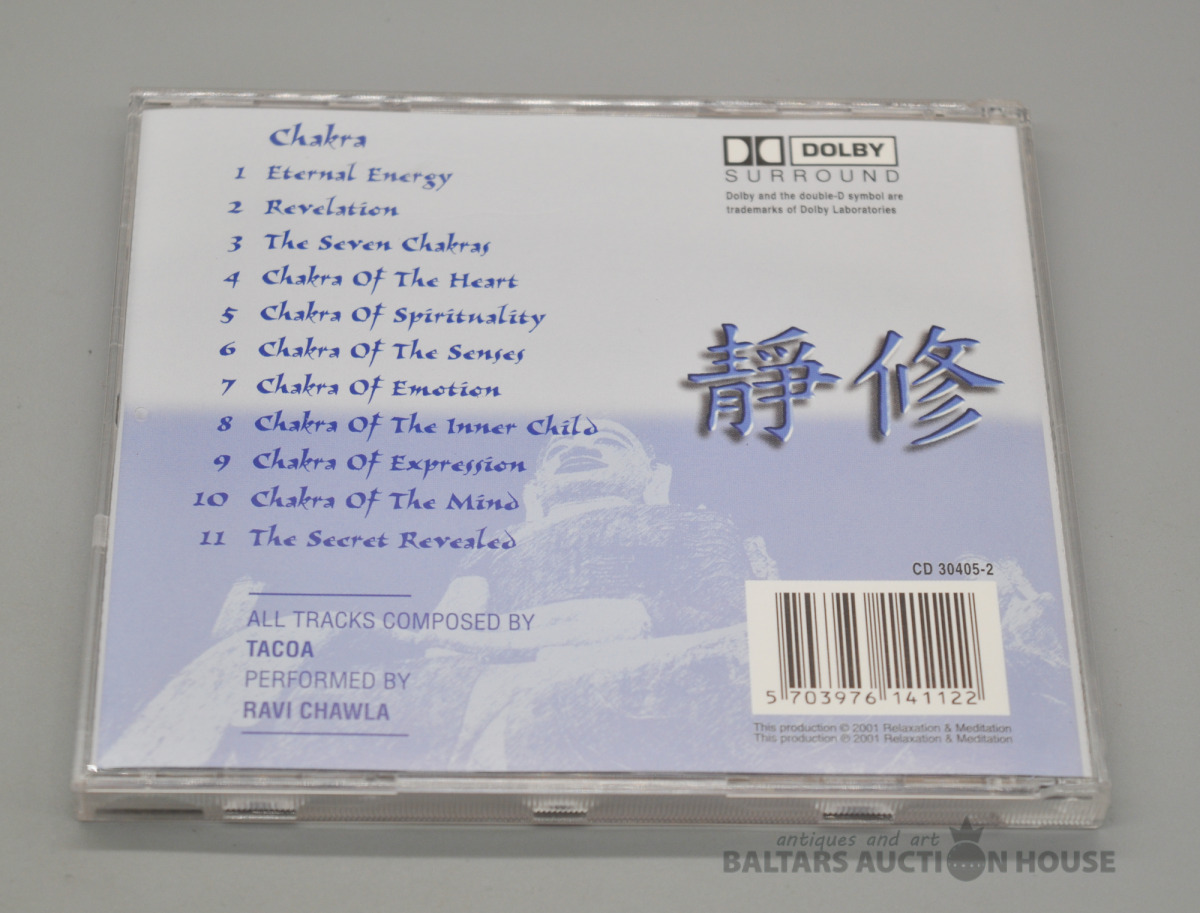 Chakra
1 Eternal Energy
2 Revelation
3 The Seven Chakras
4 Chakra Of The Heart
5 Chakra Of Spirituality
6 Chakra Of The Senses
7 Chakra Of Emotion
8 Chakra Of The Inner Child
9 Chakra Of Expression
10 Chakra Of The Mind
11 The Secret Revealed
ALL TRACKS COMPOSED BY
TACOA
PERFORMED BY
RAVI CHAWLA
DOLBY
SURROUND
Dolby and the double-D symbol are
trademarks of Dolby Laboratories
靜修
CD 30405-2
5 703976 141122
This production © 2001 Relaxation & Meditation
This production ℗ 2001 Relaxation & Meditation
antiques and art
BALTARS AUCTION HOUSE